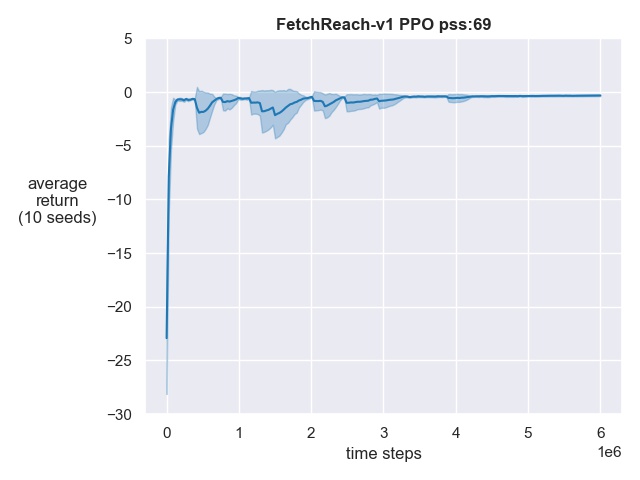 FetchReach-v1 PPO pss:69
5
0
−5
−10
−15
−20
−25
−30
average
return
(10 seeds)
0 1 2 3 4 5 6
1e6
time steps